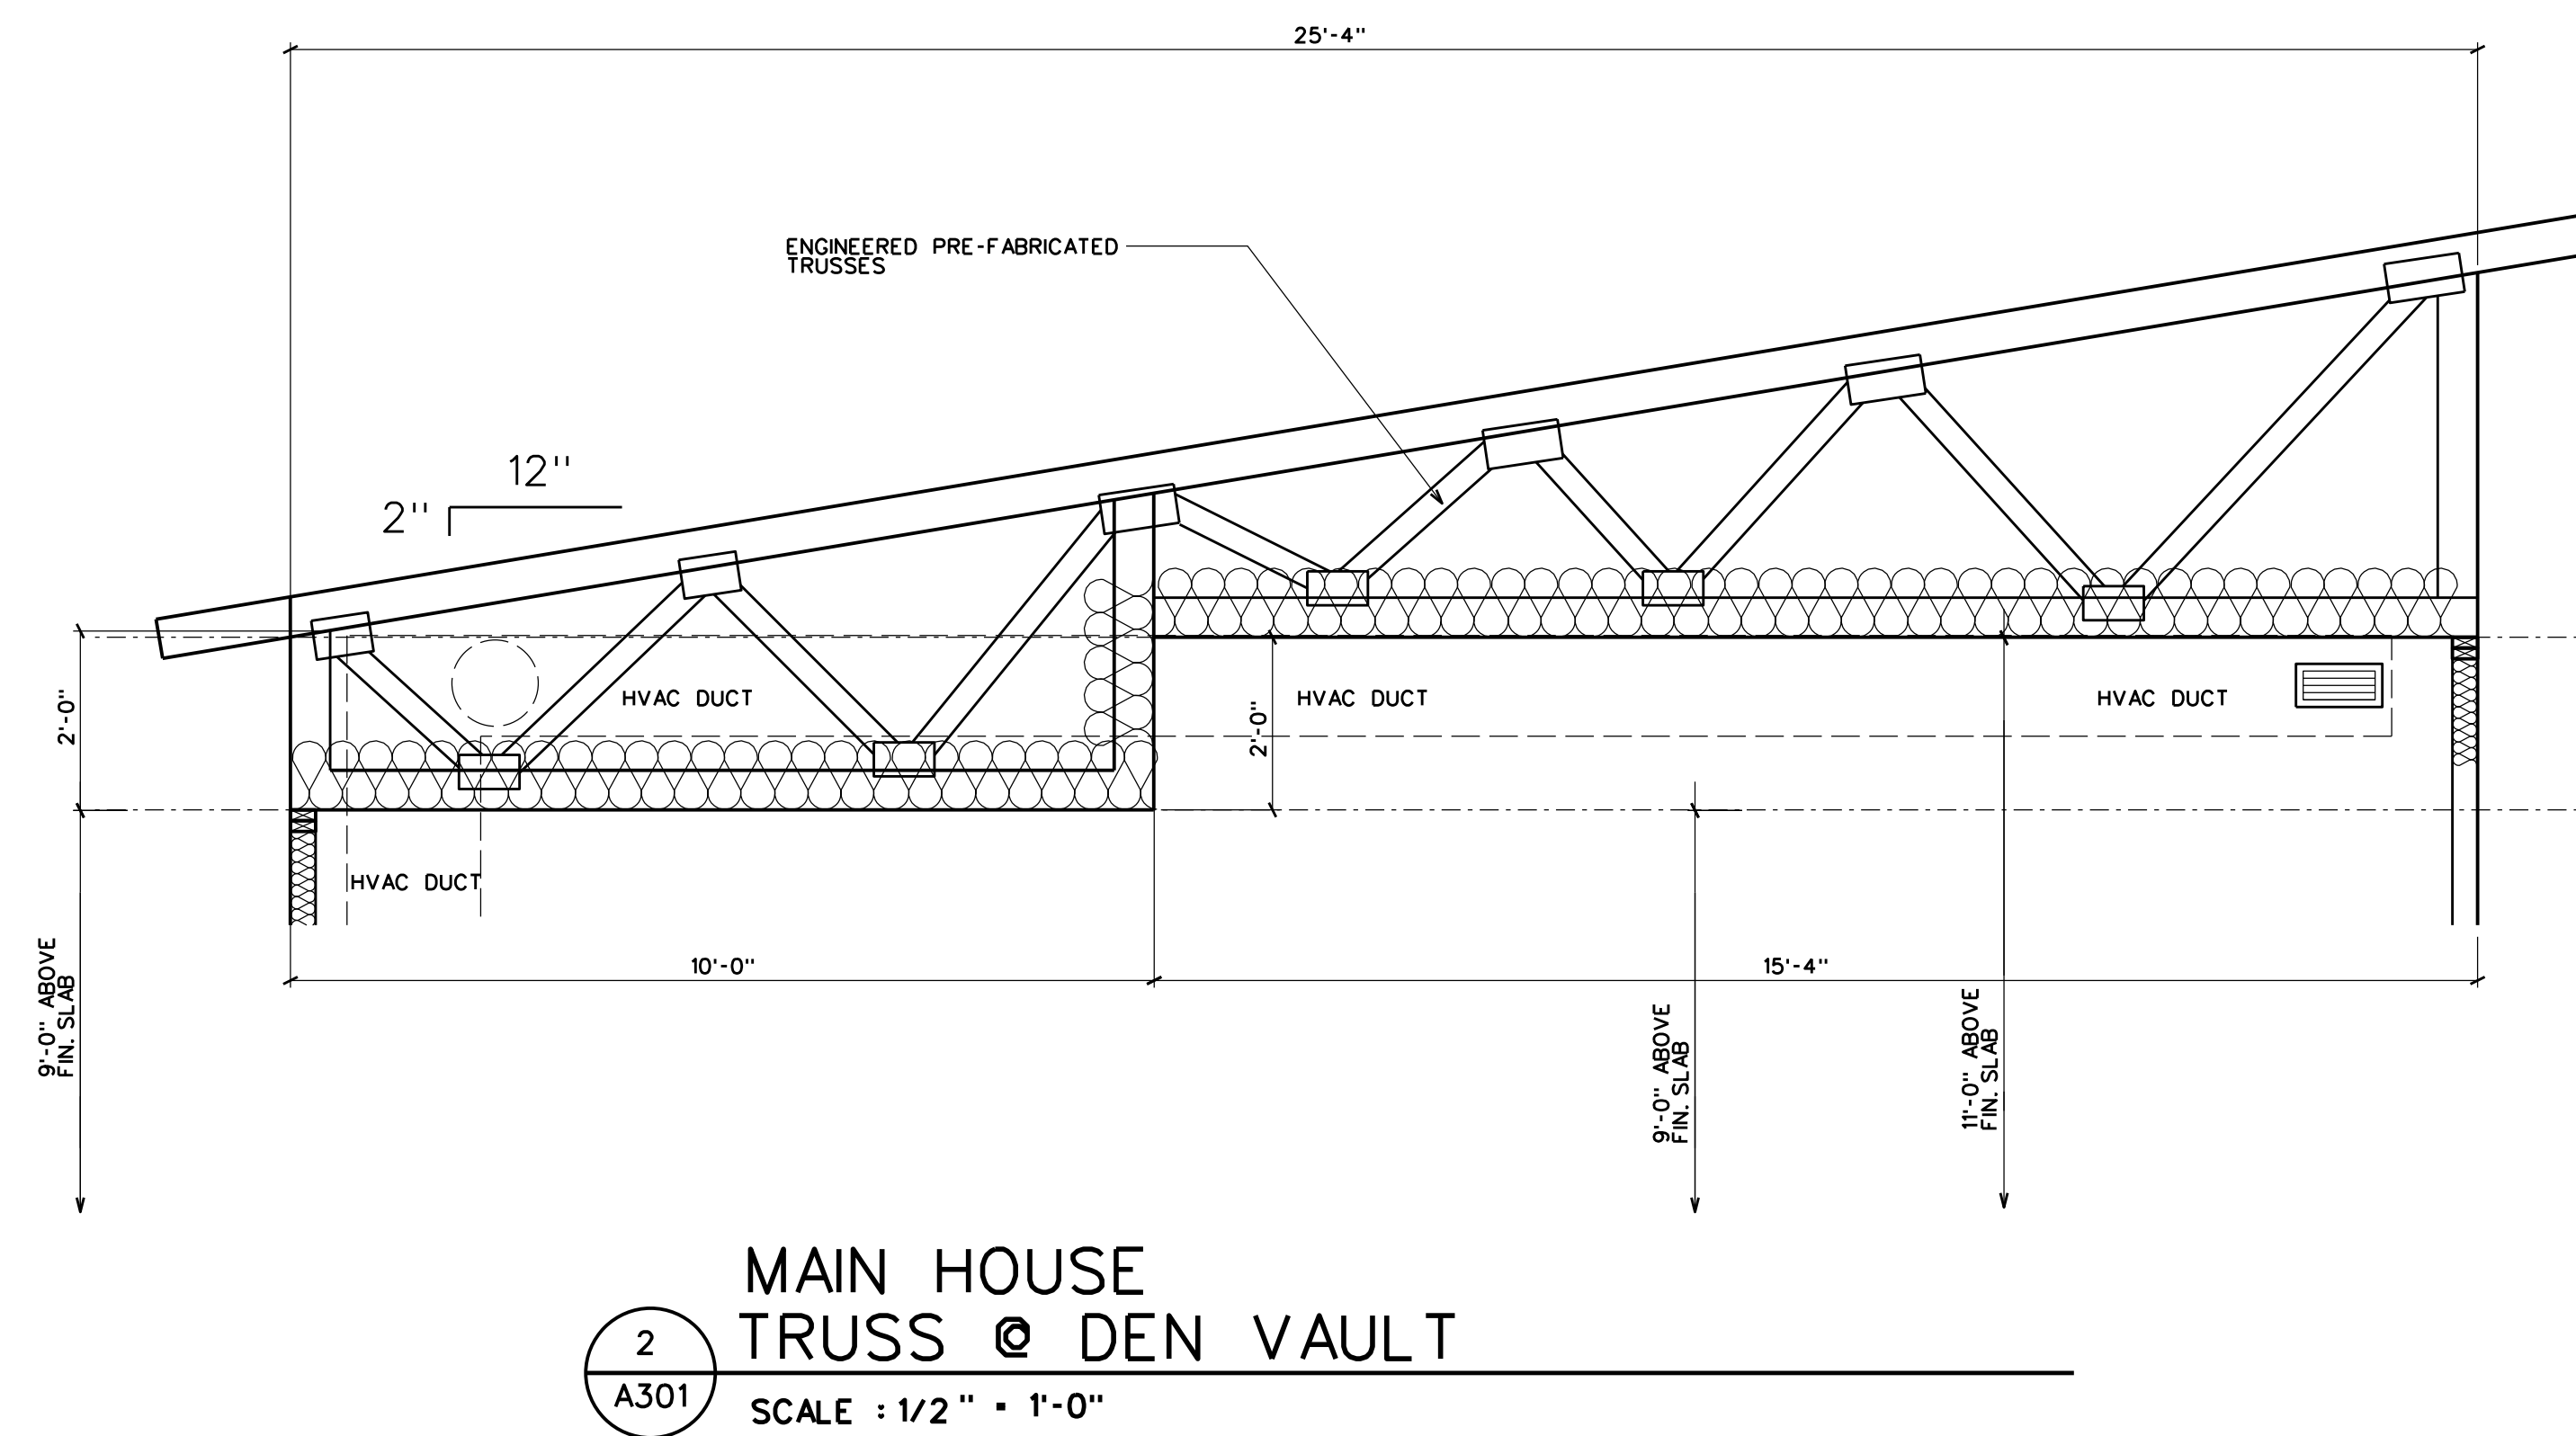 25'-4"
ENGINEERED PRE-FABRICATED
TRUSSES
12"
2"
2'-0"
HVAC DUCT
2'-0"
HVAC DUCT
HVAC DUCT
HVAC DUCT
10'-0"
15'-4"
9'-0" ABOVE
FIN. SLAB
9'-0" ABOVE
FIN. SLAB
11'-0" ABOVE
FIN. SLAB
MAIN HOUSE
TRUSS @ DEN VAULT
2
A301
SCALE : 1/2" = 1'-0"